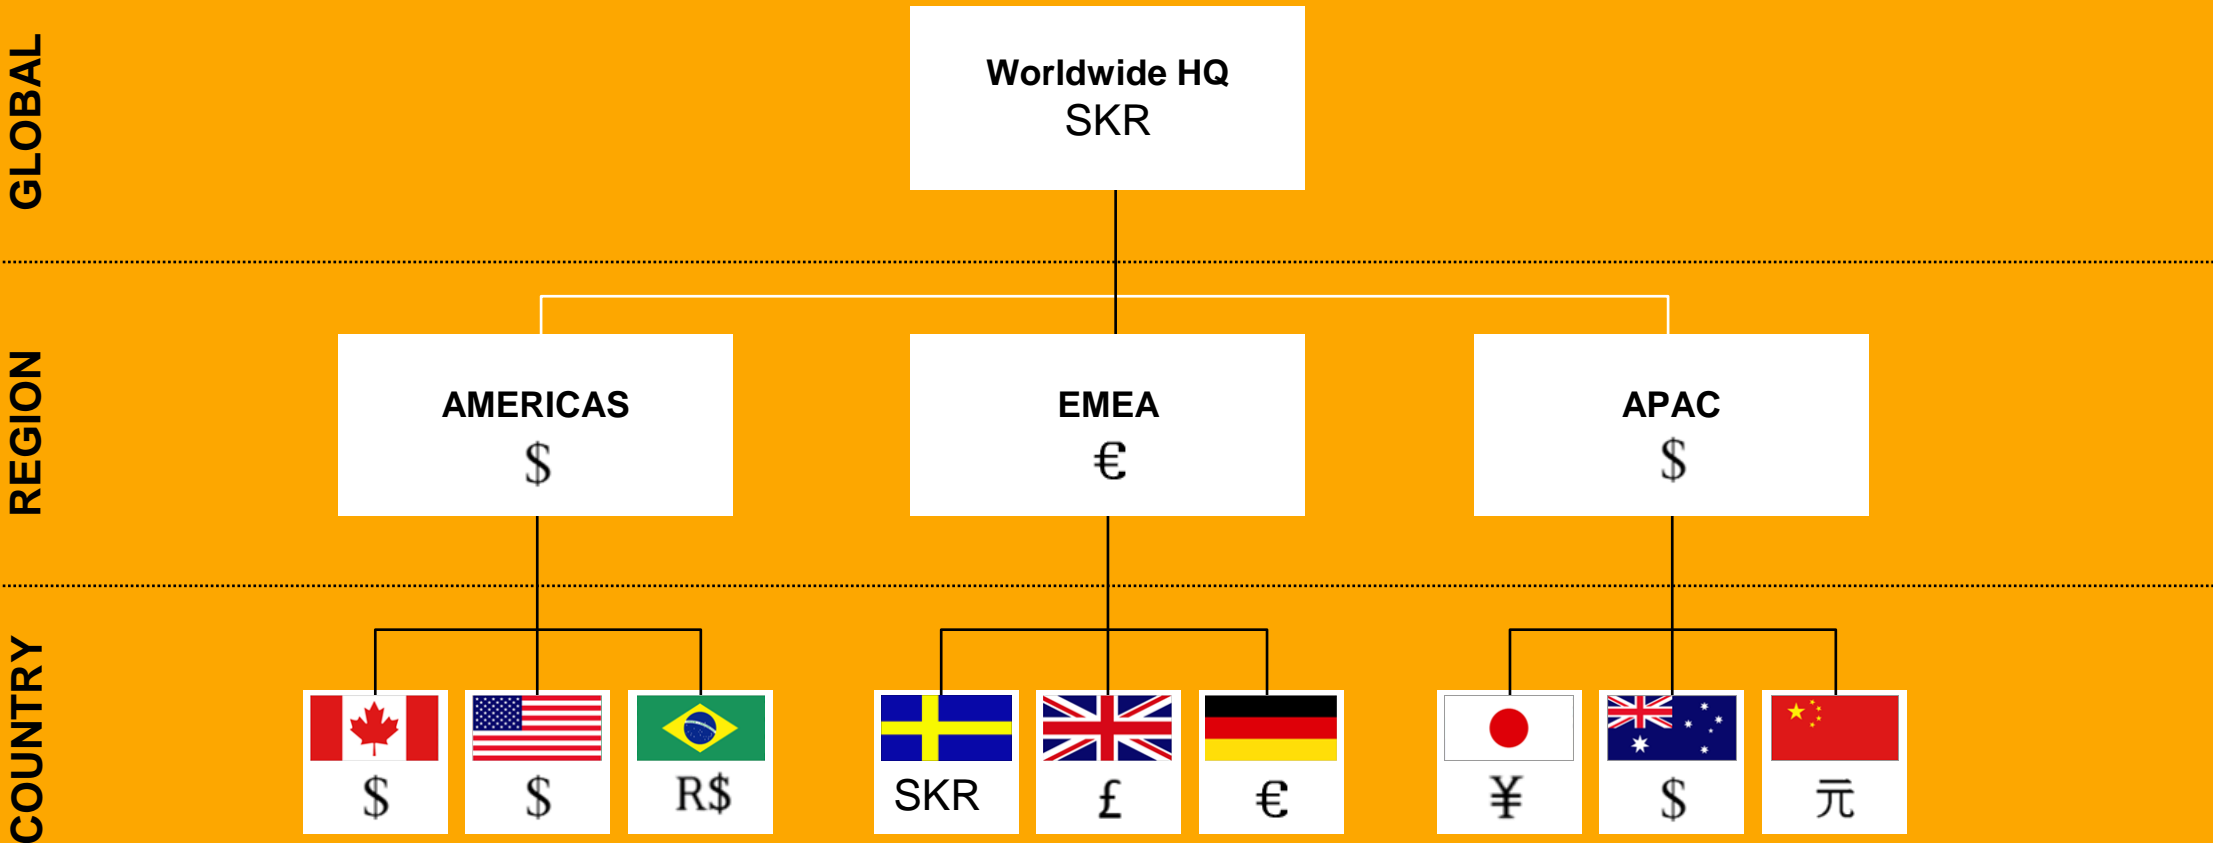 GLOBAL
Worldwide HQ
SKR
REGION
AMERICAS
$
EMEA
€
APAC
$
COUNTRY
$
$
R$
SKR
£
€
¥
$
元